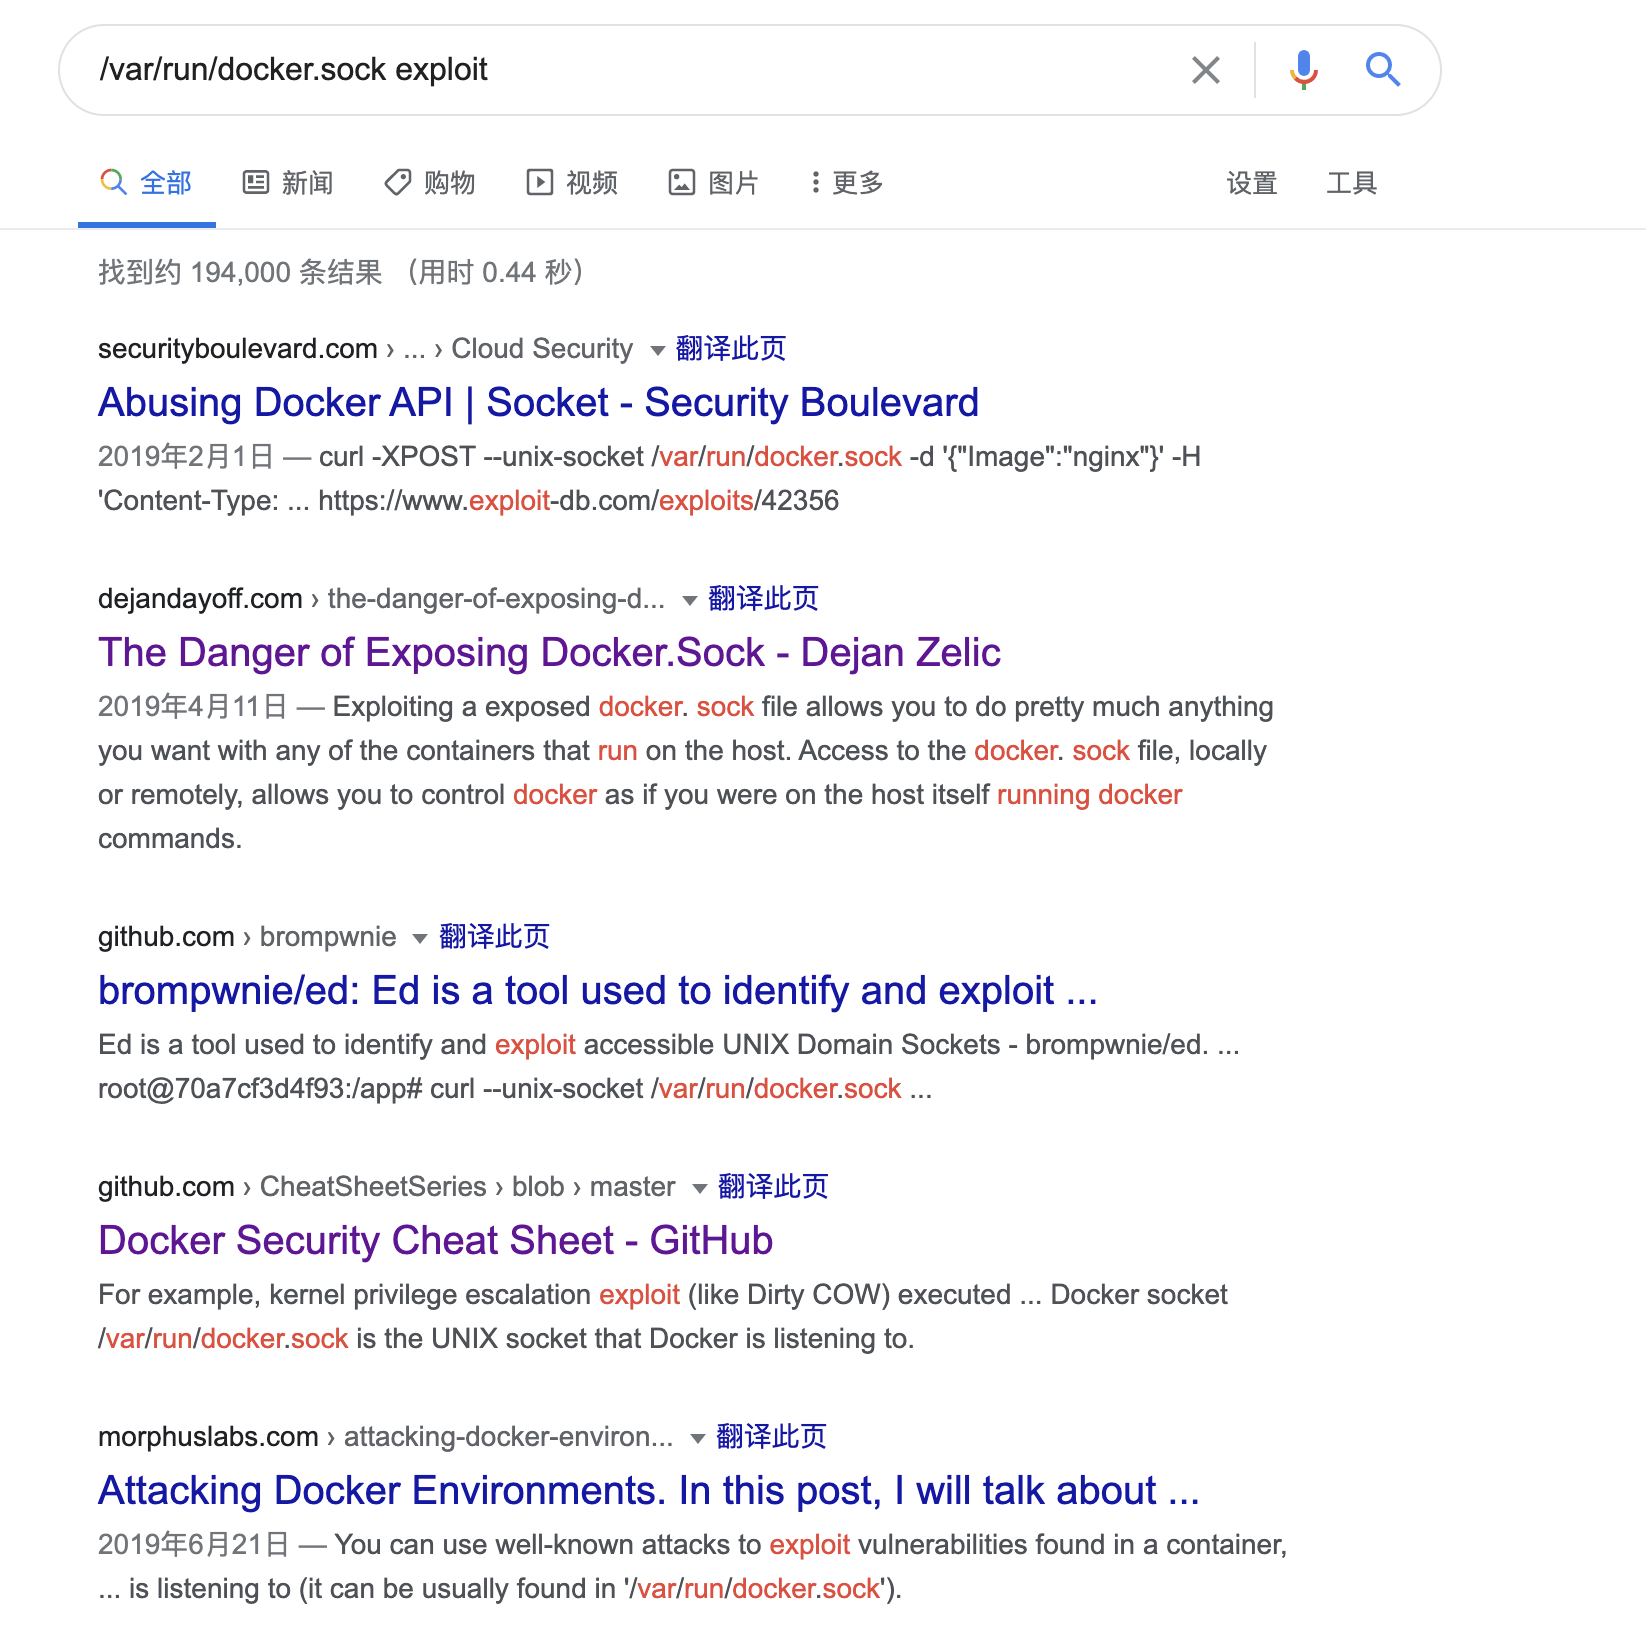 /var/run/docker.sock exploit
全部 新闻 购物 视频 图片 更多 设置 工具
找到约 194,000 条结果 （用时 0.44 秒）
securityboulevard.com › ... › Cloud Security 翻译此页
Abusing Docker API | Socket - Security Boulevard
2019年2月1日 — curl -XPOST --unix-socket /var/run/docker.sock -d '{"Image":"nginx"}' -H
'Content-Type: ... https://www.exploit-db.com/exploits/42356
dejandayoff.com › the-danger-of-exposing-d... 翻译此页
The Danger of Exposing Docker.Sock - Dejan Zelic
2019年4月11日 — Exploiting a exposed docker. sock file allows you to do pretty much anything
you want with any of the containers that run on the host. Access to the docker. sock file, locally
or remotely, allows you to control docker as if you were on the host itself running docker
commands.
github.com › brompwnie 翻译此页
brompwnie/ed: Ed is a tool used to identify and exploit ...
Ed is a tool used to identify and exploit accessible UNIX Domain Sockets - brompwnie/ed. ...
root@70a7cf3d4f93:/app# curl --unix-socket /var/run/docker.sock ...
github.com › CheatSheetSeries › blob › master 翻译此页
Docker Security Cheat Sheet - GitHub
For example, kernel privilege escalation exploit (like Dirty COW) executed ... Docker socket
/var/run/docker.sock is the UNIX socket that Docker is listening to.
morphuslabs.com › attacking-docker-environ... 翻译此页
Attacking Docker Environments. In this post, I will talk about ...
2019年6月21日 — You can use well-known attacks to exploit vulnerabilities found in a container,
... is listening to (it can be usually found in '/var/run/docker.sock').